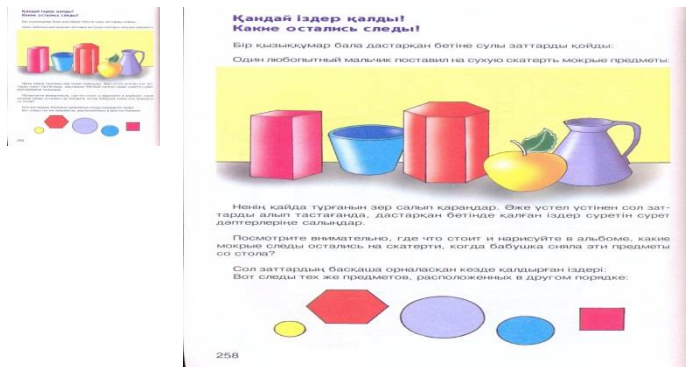 Қандай іздер қалды!
Какие остались следы!
Бір қызыққұмар бала дастарқан бетіне сулы заттарды қойды:
Один любопытный мальчик поставил на сухую скатерть мокрые предметы:
Ненің қайда тұрғанын зер салып қараңдар. Әже үстел үстінен сол зат-
тарды алып тастағанда, дастарқан бетінде қалған іздер суретін сурет
дәптерлеріңе салыңдар.
Посмотрите внимательно, где что стоит и нарисуйте в альбоме, какие
мокрые следы остались на скатерти, когда бабушка сняла эти предметы
со стола?
Сол заттардың басқаша орналасқан кезде қалдырған іздері:
Вот следы тех же предметов, расположенных в другом порядке:
258